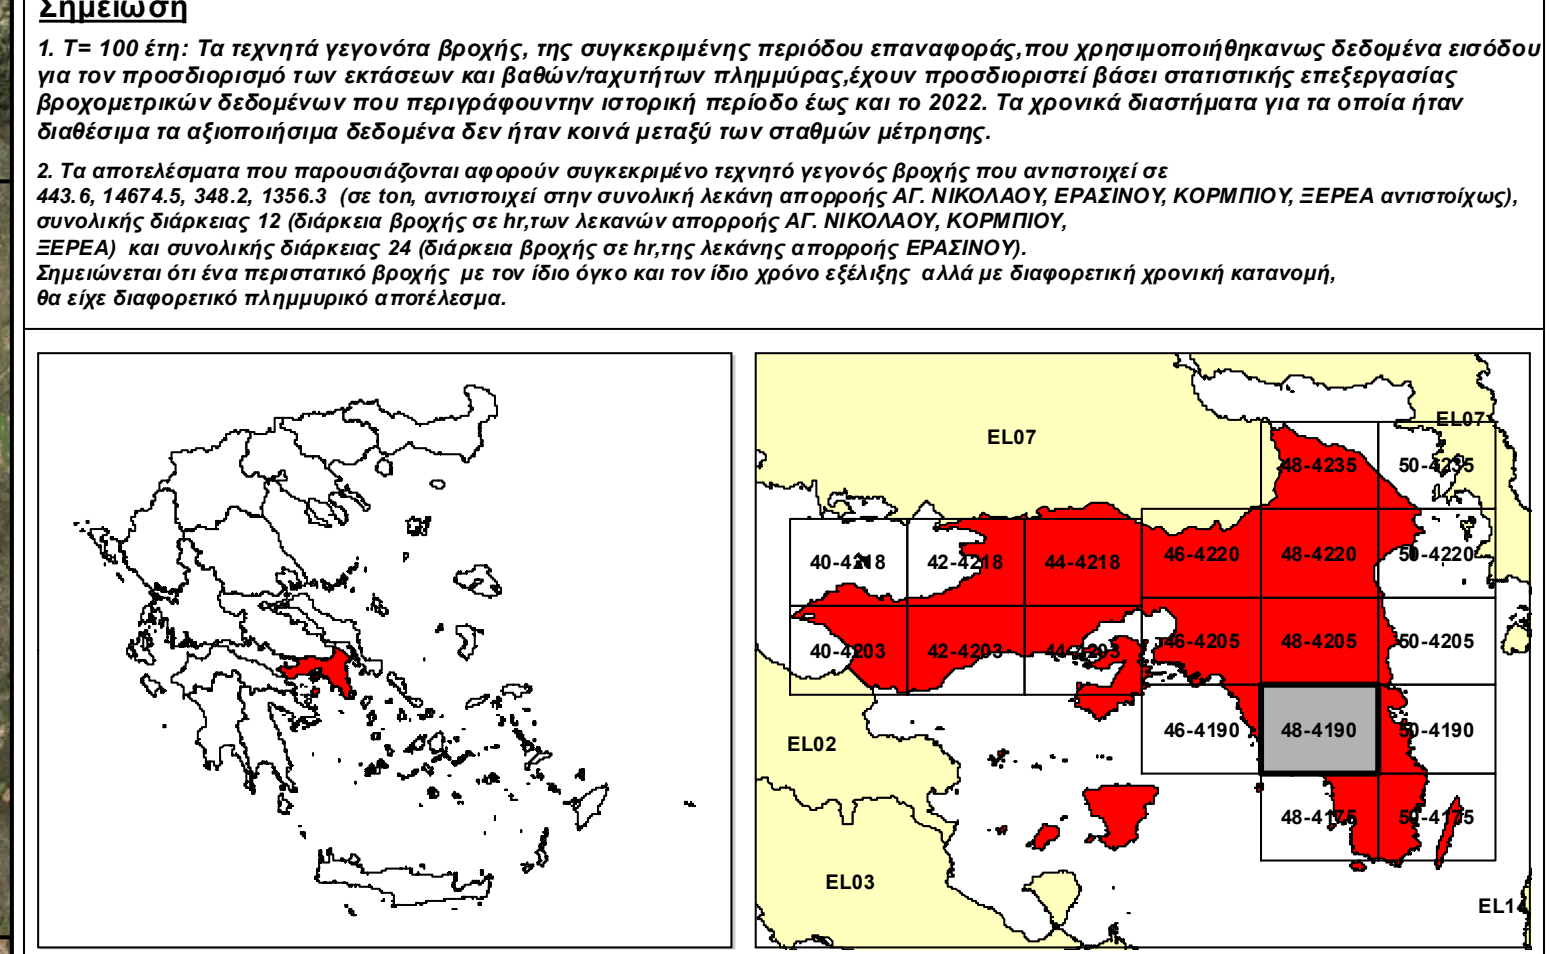 Σημείωση
1. Τ= 100 έτη: Τα τεχνητά γεγονότα βροχής, της συγκεκριμένης περιόδου επαναφοράς,που χρησιμοποιήθηκανως δεδομένα εισόδου
για τον προσδιορισμό των εκτάσεων και βαθών/ταχυτήτων πλημμύρας,έχουν προσδιοριστεί βάσει στατιστικής επεξεργασίας
βροχομετρικών δεδομένων που περιγράφουντην ιστορική περίοδο έως και το 2022. Τα χρονικά διαστήματα για τα οποία ήταν
διαθέσιμα τα αξιοποιήσιμα δεδομένα δεν ήταν κοινά μεταξύ των σταθμών μέτρησης.
2. Τα αποτελέσματα που παρουσιάζονται αφορούν συγκεκριμένο τεχνητό γεγονός βροχής που αντιστοιχεί σε
443.6, 14674.5, 348.2, 1356.3 (σε ton, αντιστοιχεί στην συνολική λεκάνη απορροής ΑΓ. ΝΙΚΟΛΑΟΥ, ΕΡΑΣΙΝΟΥ, ΚΟΡΜΠΙΟΥ, ΞΕΡΕΑ αντιστοίχως),
συνολικής διάρκειας 12 (διάρκεια βροχής σε hr,των λεκανών απορροής ΑΓ. ΝΙΚΟΛΑΟΥ, ΚΟΡΜΠΙΟΥ,
ΞΕΡΕΑ) και συνολικής διάρκειας 24 (διάρκεια βροχής σε hr,της λεκάνης απορροής ΕΡΑΣΙΝΟΥ).
Σημειώνεται ότι ένα περιστατικό βροχής με τον ίδιο όγκο και τον ίδιο χρόνο εξέλιξης αλλά με διαφορετική χρονική κατανομή,
θα είχε διαφορετικό πλημμυρικό αποτέλεσμα.
EL07
EL07
48-4235
50-4235
40-4218
42-4218
44-4218
46-4220
48-4220
50-4220
40-4203
42-4203
44-4203
46-4205
48-4205
50-4205
EL02
46-4190
48-4190
50-4190
48-4175
50-4175
EL03
EL14